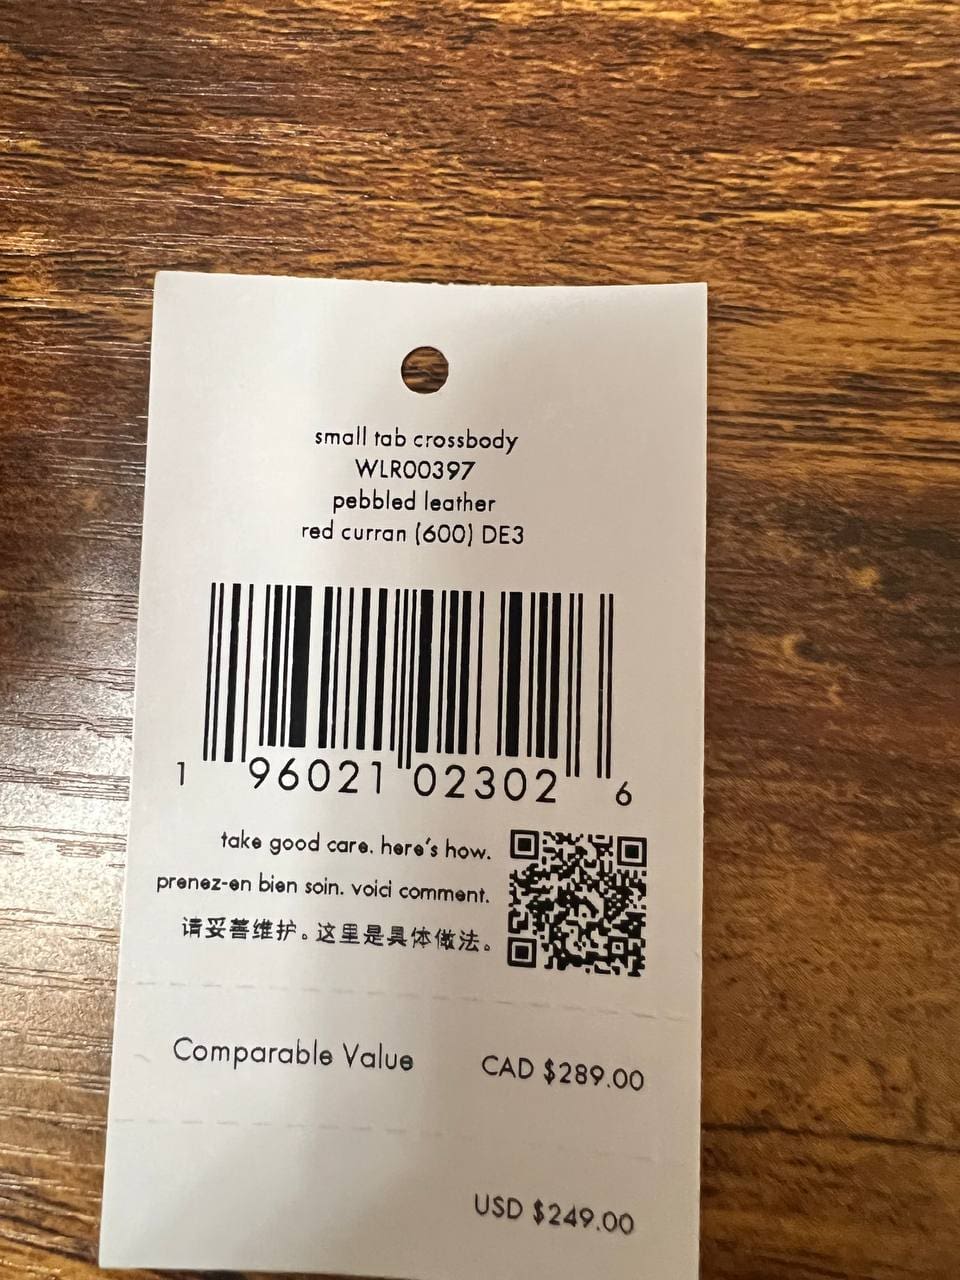 small tab crossbody
WLR00397
pebbled leather
red curran (600) DE3
1 96021 02302 6
take good care. here's how.
prenez-en bien soin. voici comment.
请妥善维护。这里是具体做法。
Comparable Value CAD $289.00
USD $249.00